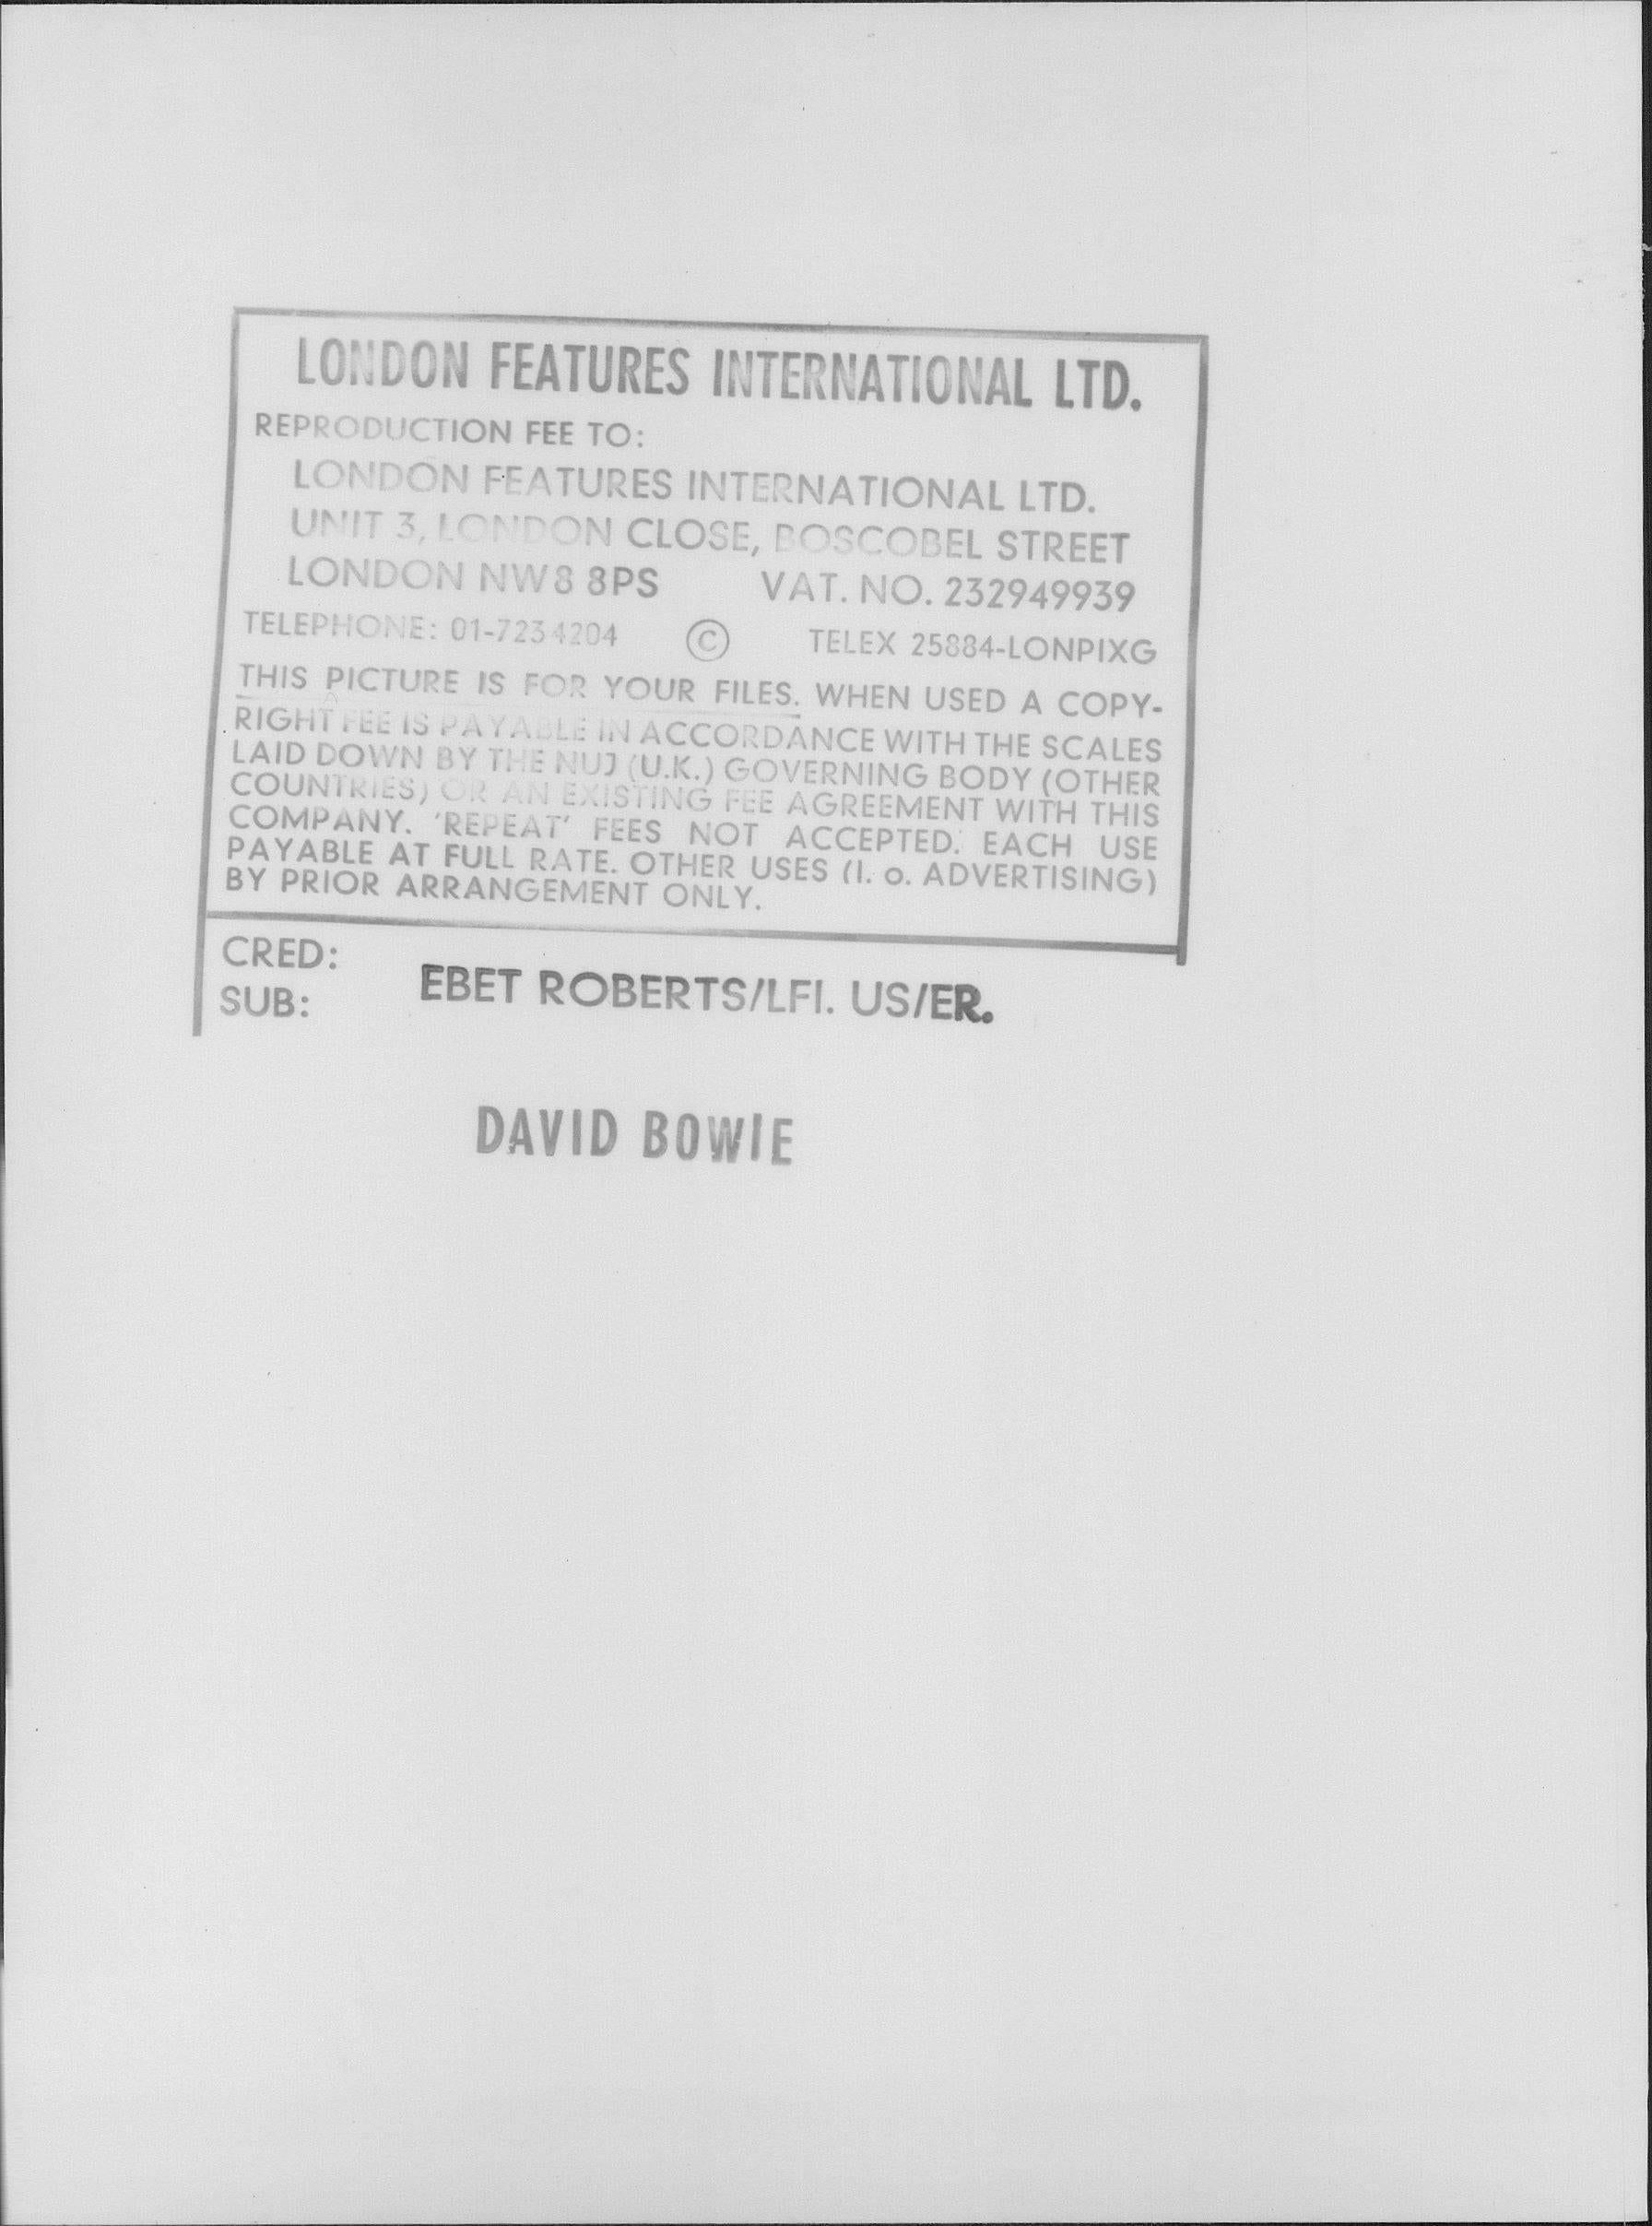 LONDON FEATURES INTERNATIONAL LTD.
REPRODUCTION FEE TO:
LONDON FEATURES INTERNATIONAL LTD.
UNIT 3, LONDON CLOSE, BOSCOBEL STREET
LONDON NW8 8PS VAT. NO. 232949939
TELEPHONE: 01-7234204 © TELEX 25884-LONPIXG
THIS PICTURE IS FOR YOUR FILES. WHEN USED A COPY-
RIGHT FEE IS PAYABLE IN ACCORDANCE WITH THE SCALES
LAID DOWN BY THE NUJ (U.K.) GOVERNING BODY (OTHER
COUNTRIES) OR AN EXISTING FEE AGREEMENT WITH THIS
COMPANY. 'REPEAT' FEES NOT ACCEPTED. EACH USE
PAYABLE AT FULL RATE. OTHER USES (I. o. ADVERTISING)
BY PRIOR ARRANGEMENT ONLY.
CRED:
EBET ROBERTS/LFI. US/ER.
SUB:
DAVID BOWIE